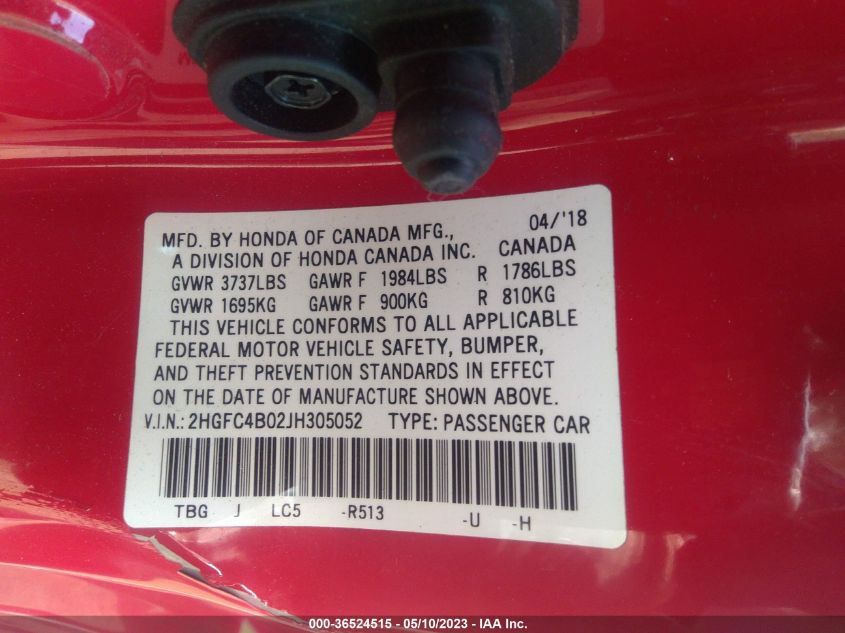 04/'18
MFD. BY HONDA OF CANADA MFG.,
A DIVISION OF HONDA CANADA INC. CANADA
GVWR 3737LBS GAWR F 1984LBS R 1786LBS
GVWR 1695KG GAWR F 900KG R 810KG
THIS VEHICLE CONFORMS TO ALL APPLICABLE
FEDERAL MOTOR VEHICLE SAFETY, BUMPER,
AND THEFT PREVENTION STANDARDS IN EFFECT
ON THE DATE OF MANUFACTURE SHOWN ABOVE.
V.I.N.: 2HGFC4B02JH305052 TYPE: PASSENGER CAR
TBG J LC5 -R513 -U -H
000-36524515 - 05/10/2023 - IAA Inc.